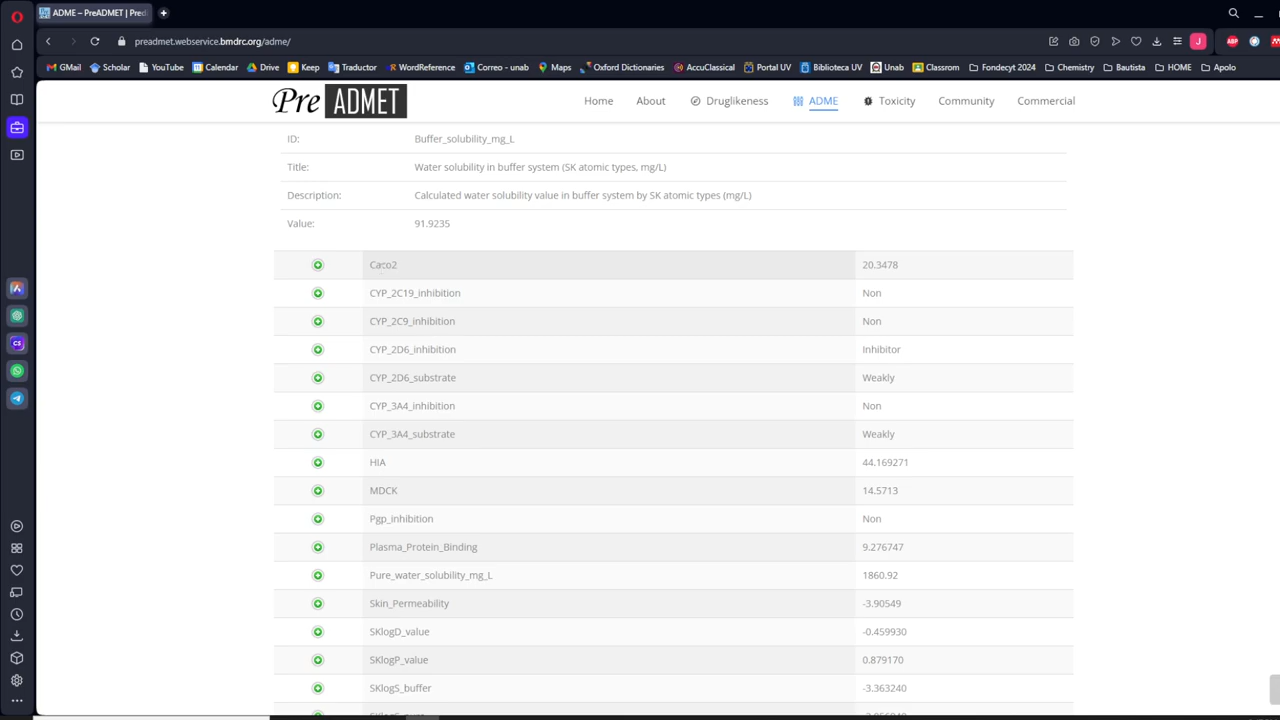 ADME – PreADMET | Pred
preadmet.webservice.bmdrc.org/adme/
J
ABP
GMail Scholar YouTube Calendar Drive Keep Traductor WordReference Correo - unab Maps Oxford Dictionaries AccuClassical Portal UV Biblioteca UV Unab Classrom Fondecyt 2024 Chemistry Bautista HOME Apolo
Pre ADMET Home About Druglikeness ADME Toxicity Community Commercial
ID: Buffer_solubility_mg_L
Title: Water solubility in buffer system (SK atomic types, mg/L)
Description: Calculated water solubility value in buffer system by SK atomic types (mg/L)
Value: 91.9235
Caco2 20.3478
CYP_2C19_inhibition Non
CYP_2C9_inhibition Non
CYP_2D6_inhibition Inhibitor
CYP_2D6_substrate Weakly
CYP_3A4_inhibition Non
CYP_3A4_substrate Weakly
HIA 44.169271
MDCK 14.5713
Pgp_inhibition Non
Plasma_Protein_Binding 9.276747
Pure_water_solubility_mg_L 1860.92
Skin_Permeability -3.90549
SKlogD_value -0.459930
SKlogP_value 0.879170
SKlogS_buffer -3.363240